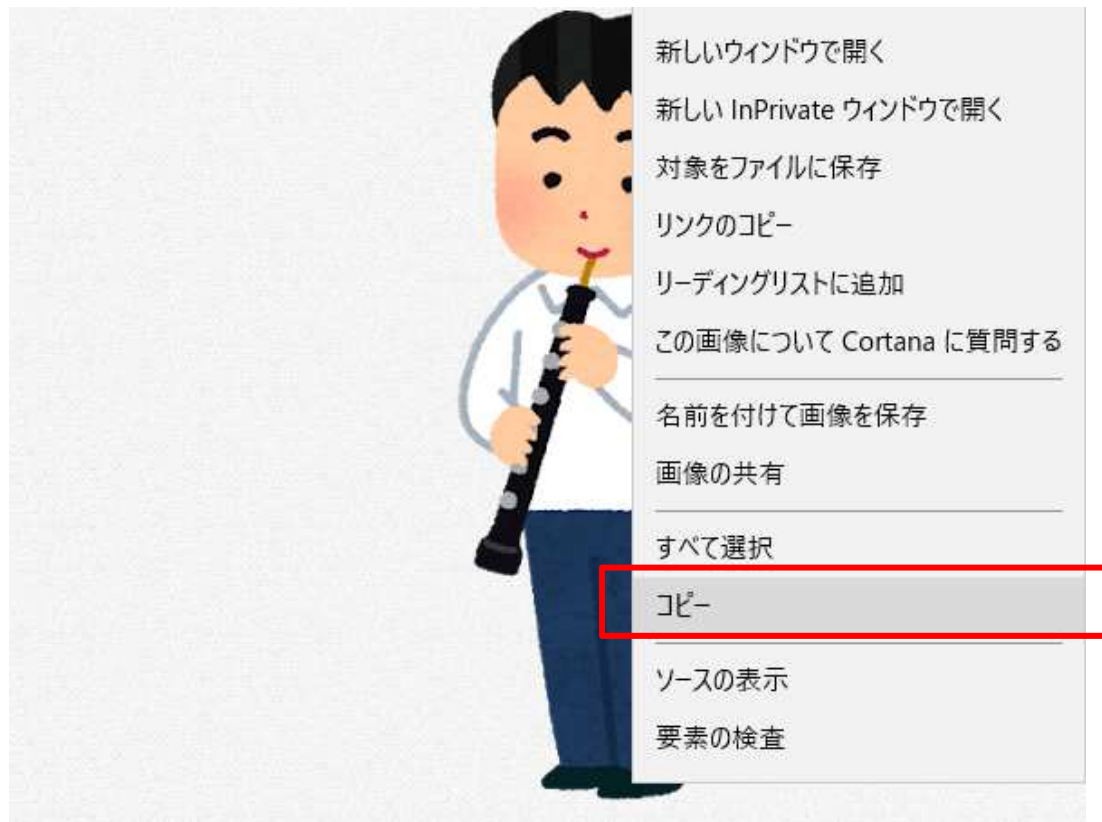 新しいウィンドウで開く
新しい InPrivate ウィンドウで開く
対象をファイルに保存
リンクのコピー
リーディングリストに追加
この画像について Cortana に質問する
名前を付けて画像を保存
画像の共有
すべて選択
コピー
ソースの表示
要素の検査